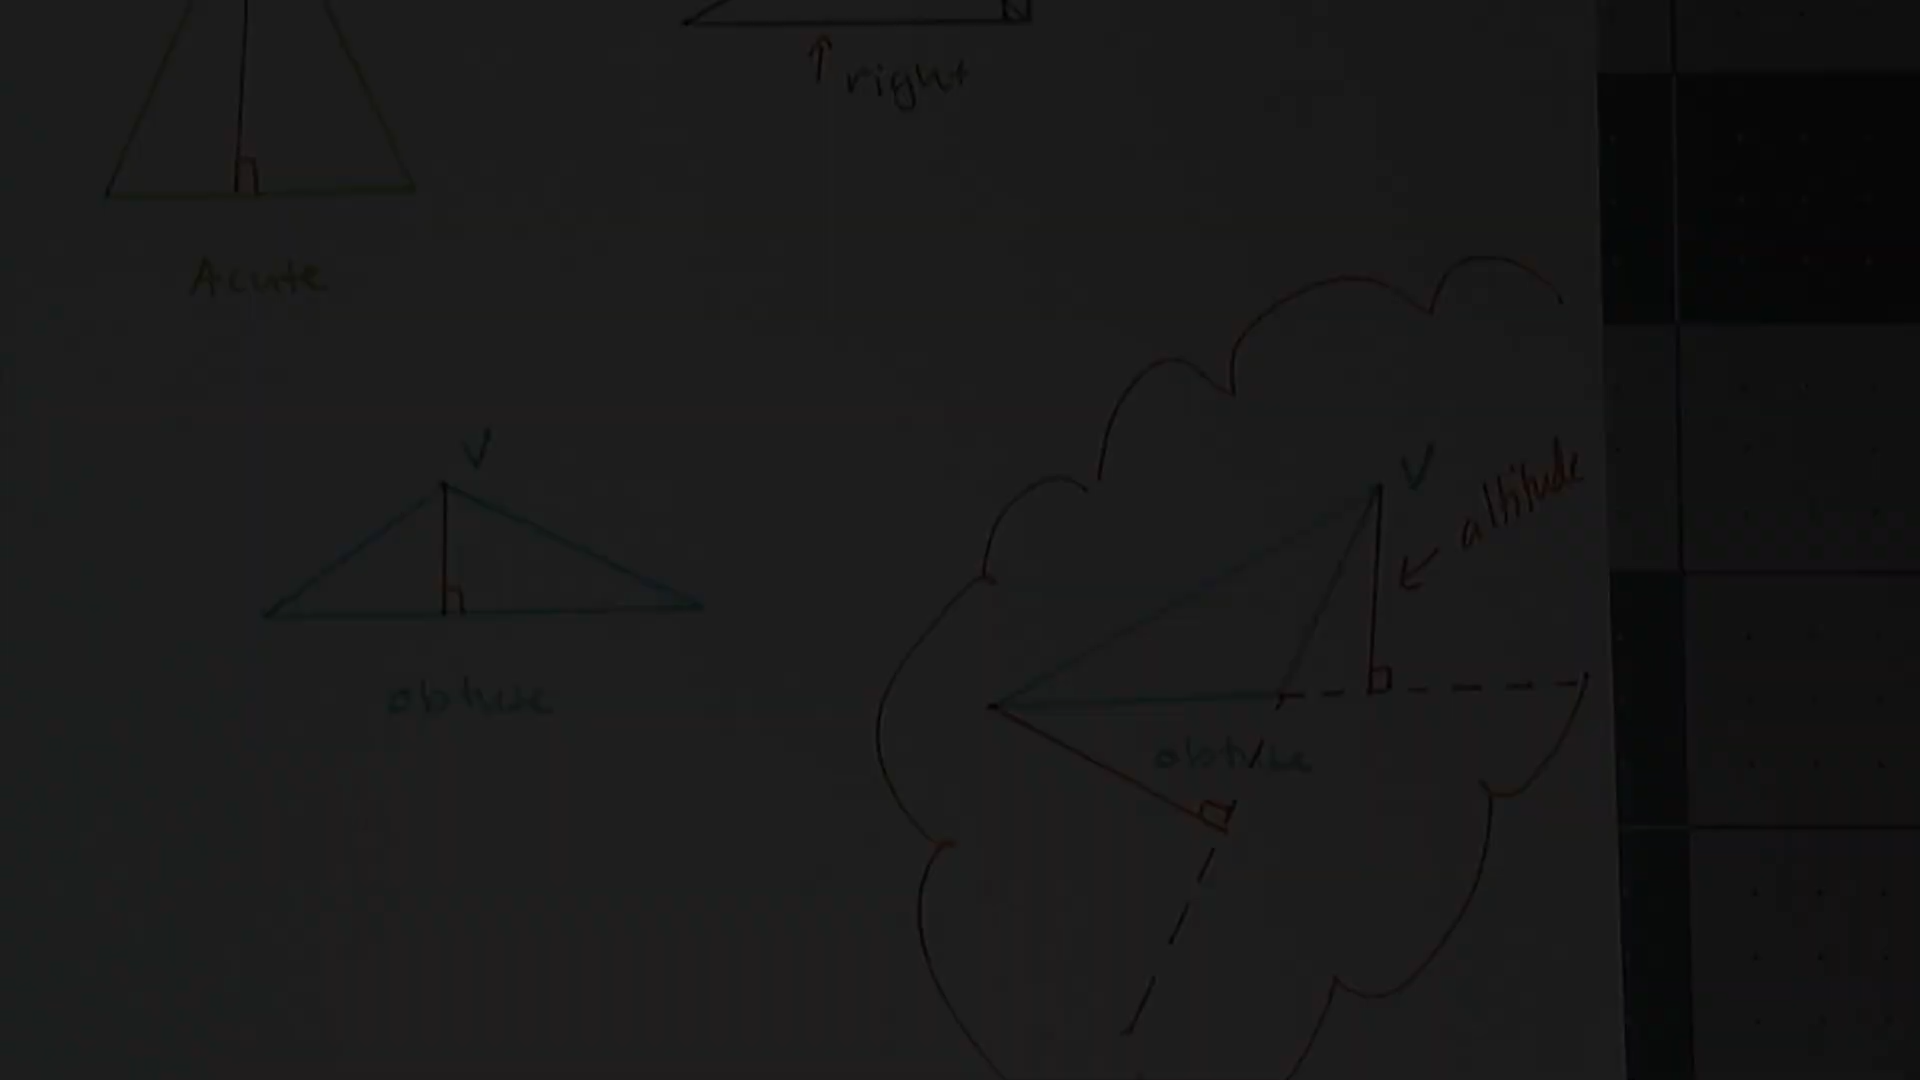 right
Acute
V
V
altitude
obtuse
obtuse